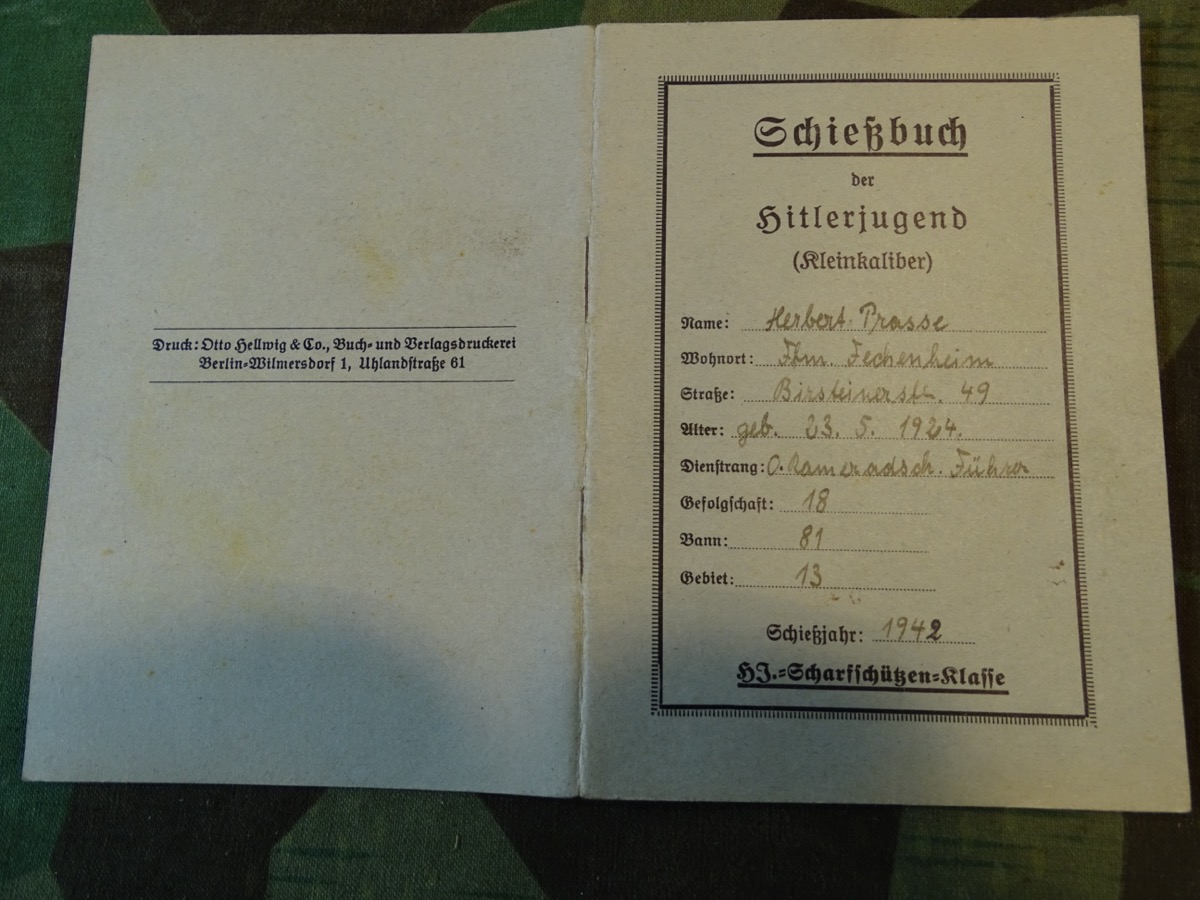 Druck: Otto Hellwig & Co., Buch- und Verlagsdruckerei
Berlin-Wilmersdorf 1, Uhlandstraße 61
Schießbuch
der
Hitlerjugend
(Kleinkaliber)
Name: Herbert Prasse
Wohnort: Ffm. Fechenheim
Straße: Birsteinerstr. 49
Alter: geb. 23. 5. 1924.
Dienstrang: O. Kameradsch. Führer
Gefolgschaft: 18
Bann: 81
Gebiet: 13
Schießjahr: 1942
HJ.-Scharfschützen-Klasse